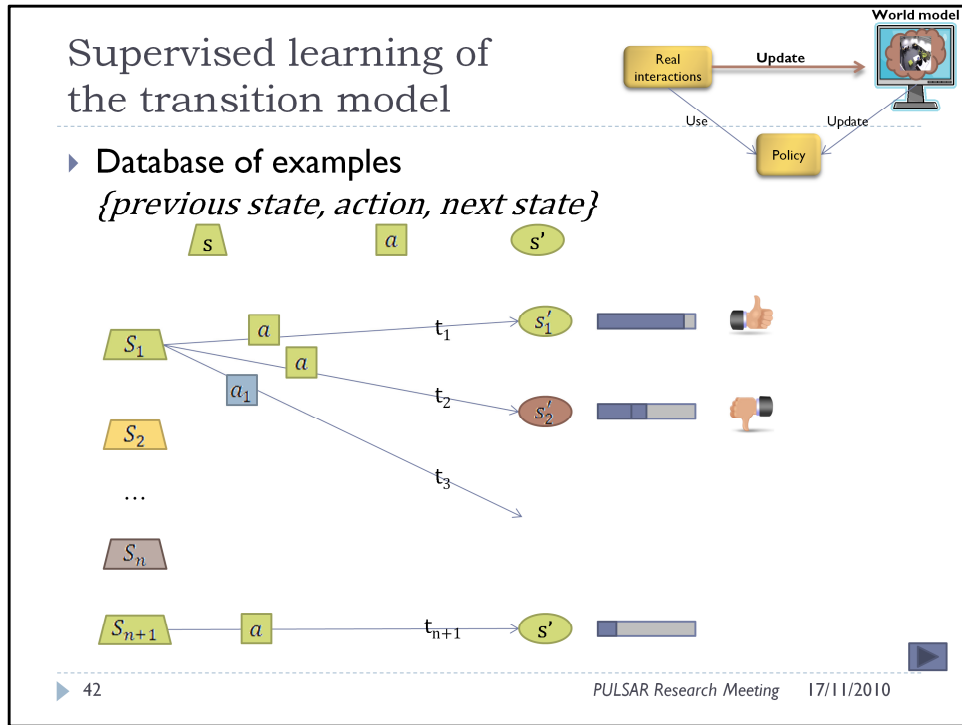 World model
Supervised learning of
the transition model
Real
interactions
Update
Use
Update
Policy
Database of examples
{previous state, action, next state}
s a s'
S₁ a t₁ s′₁
a t₂ s′₂
a₁ t₃
S₂
...
Sₙ
Sₙ₊₁ a tₙ₊₁ s'
42 PULSAR Research Meeting 17/11/2010